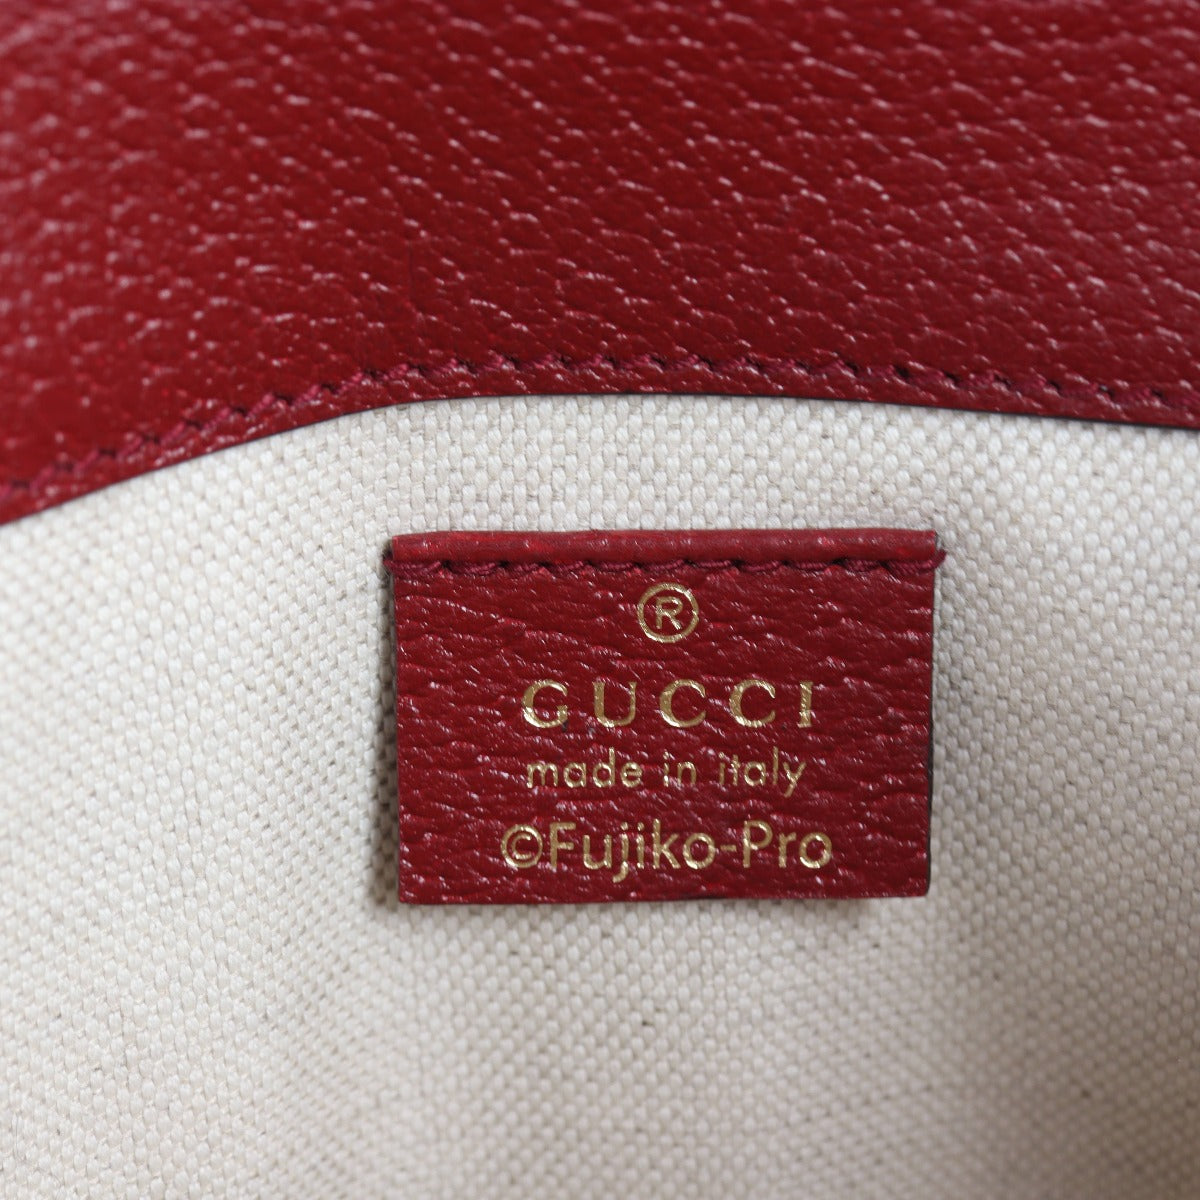 ®
GUCCI
made in italy
©Fujiko-Pro